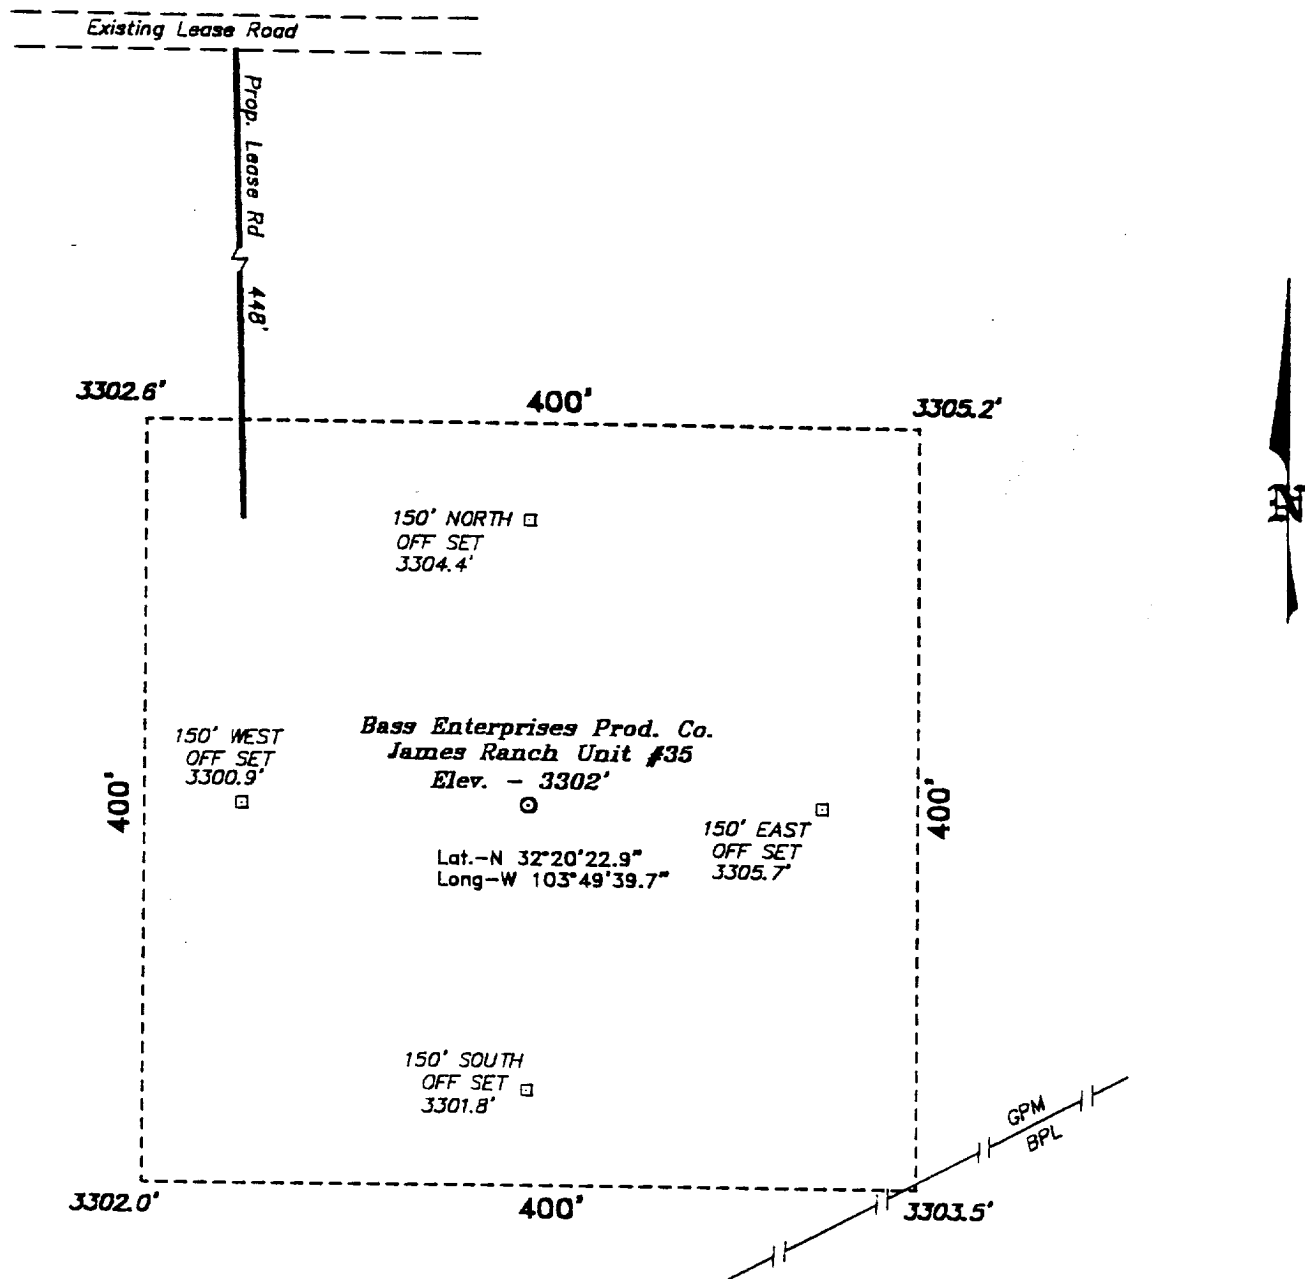 Existing Lease Road
Prop. Lease Rd 448'
3302.6'
400'
3305.2'
N
150' NORTH
OFF SET
3304.4'
150' WEST
OFF SET
3300.9'
Bass Enterprises Prod. Co.
James Ranch Unit #35
Elev. - 3302'
400'
400'
150' EAST
OFF SET
3305.7'
Lat.-N 32°20'22.9"
Long-W 103°49'39.7"
150' SOUTH
OFF SET
3301.8'
GPM
BPL
3302.0'
400'
3303.5'